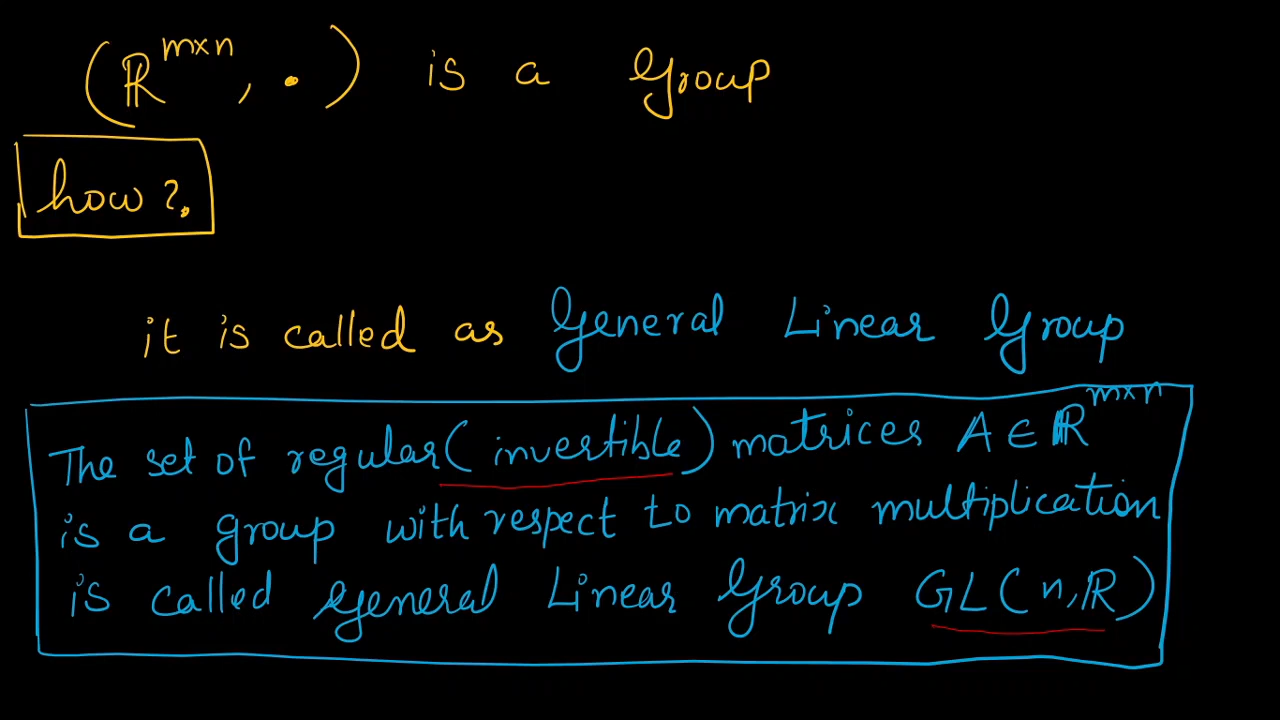 (ℝ^{m×n}, •) is a Group
how?
it is called as General Linear Group
The set of regular (invertible) matrices A ∈ ℝ^{m×n}
is a group with respect to matrix multiplication
is called General Linear Group GL(n,ℝ)